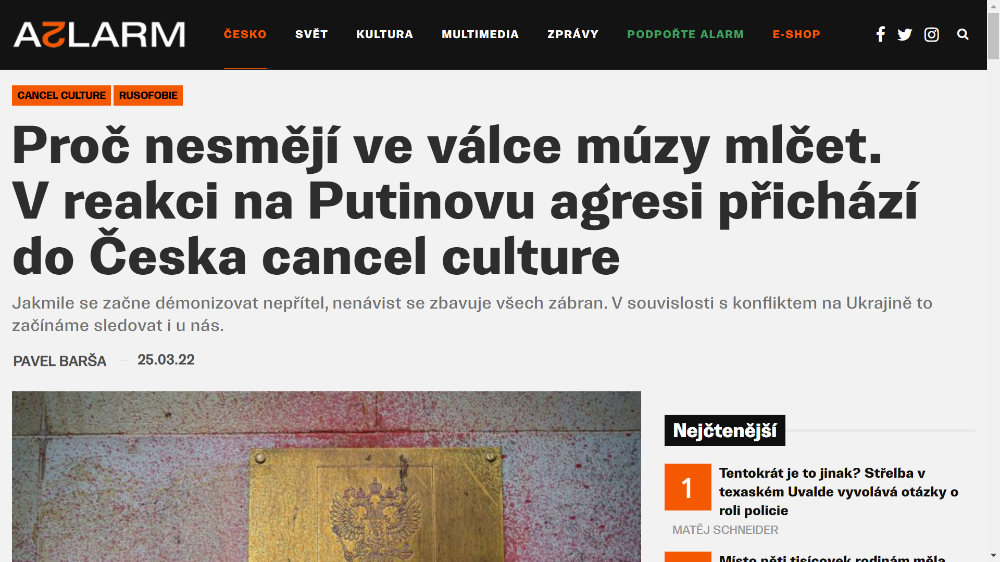 A2LARM
ČESKO SVĚT KULTURA MULTIMEDIA ZPRÁVY PODPOŘTE ALARM E-SHOP
CANCEL CULTURE RUSOFOBIE
Proč nesmějí ve válce múzy mlčet.
V reakci na Putinovu agresi přichází
do Česka cancel culture
Jakmile se začne démonizovat nepřítel, nenávist se zbavuje všech zábran. V souvislosti s konfliktem na Ukrajině to
začínáme sledovat i u nás.
PAVEL BARŠA — 25.03.22
Nejčtenější
1
Tentokrát je to jinak? Střelba v
texaském Uvalde vyvolává otázky o
roli policie
MATĚJ SCHNEIDER
Místo pěti tisícovek rodinám měla